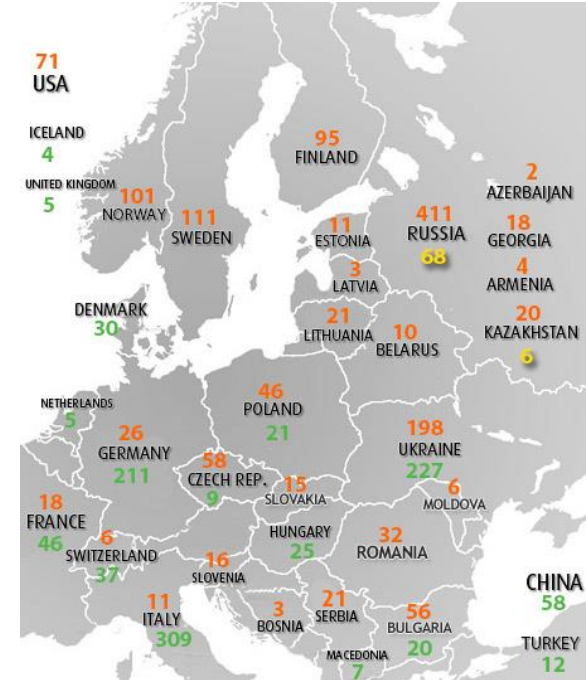 71
USA
ICELAND
4
UNITED KINGDOM
5
101
NORWAY
111
SWEDEN
95
FINLAND
11
ESTONIA
3
LATVIA
21
LITHUANIA
411
RUSSIA
68
2
AZERBAIJAN
18
GEORGIA
4
ARMENIA
20
KAZAKHSTAN
6
DENMARK
30
10
BELARUS
NETHERLANDS
5
26
GERMANY
211
46
POLAND
21
58
CZECH REP.
9
15
SLOVAKIA
198
UKRAINE
227
6
MOLDOVA
18
FRANCE
46
6
SWITZERLAND
37
HUNGARY
25
32
ROMANIA
16
SLOVENIA
11
ITALY
309
3
BOSNIA
21
SERBIA
56
BULGARIA
20
MACEDONIA
7
CHINA
58
TURKEY
12